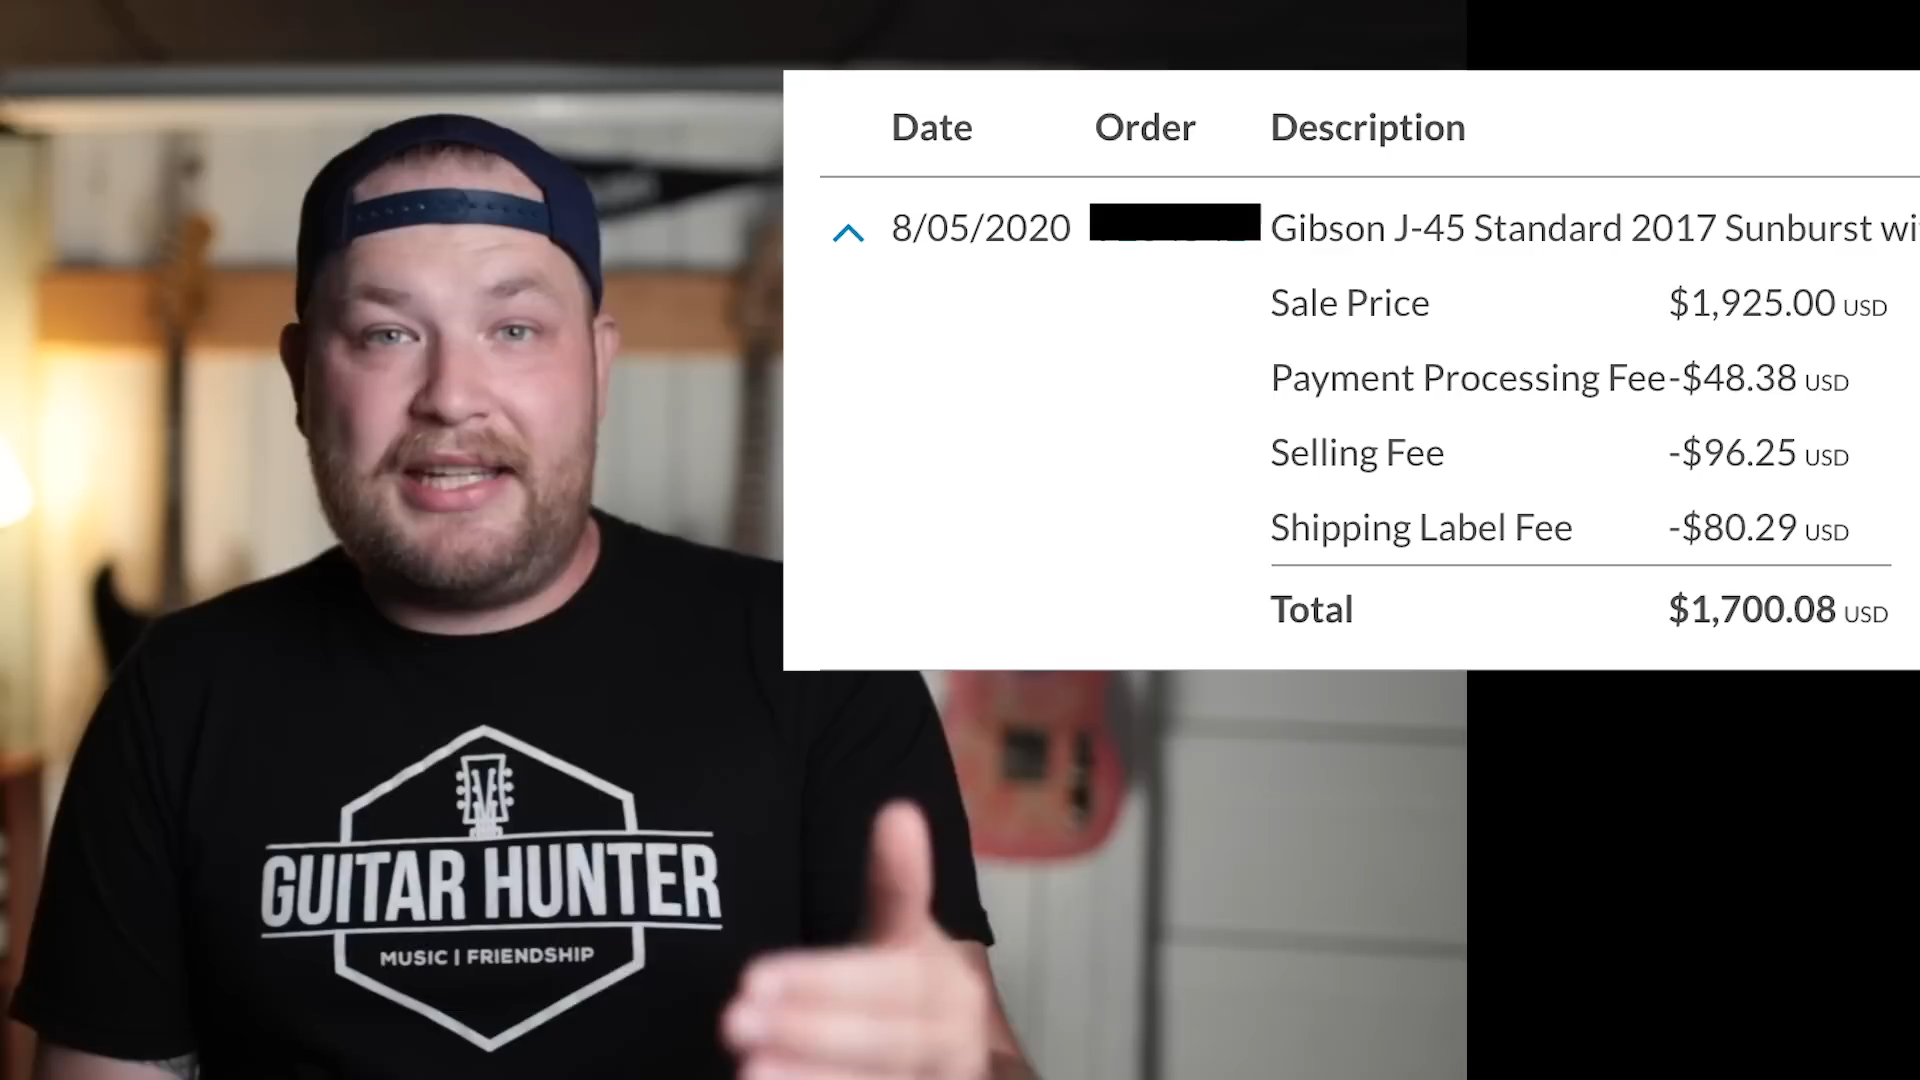 Date Order Description
8/05/2020 Gibson J-45 Standard 2017 Sunburst wi
Sale Price $1,925.00 USD
Payment Processing Fee -$48.38 USD
Selling Fee -$96.25 USD
Shipping Label Fee -$80.29 USD
Total $1,700.08 USD
GUITAR HUNTER
MUSIC | FRIENDSHIP